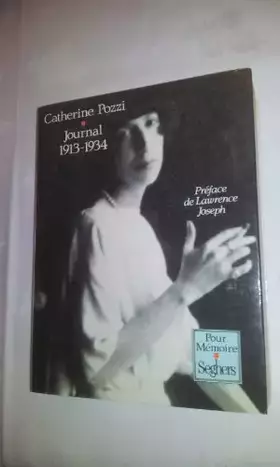 Catherine Pozzi
Journal
1913-1934
Préface
de Lawrence
Joseph
Pour
Mémoire
Seghers